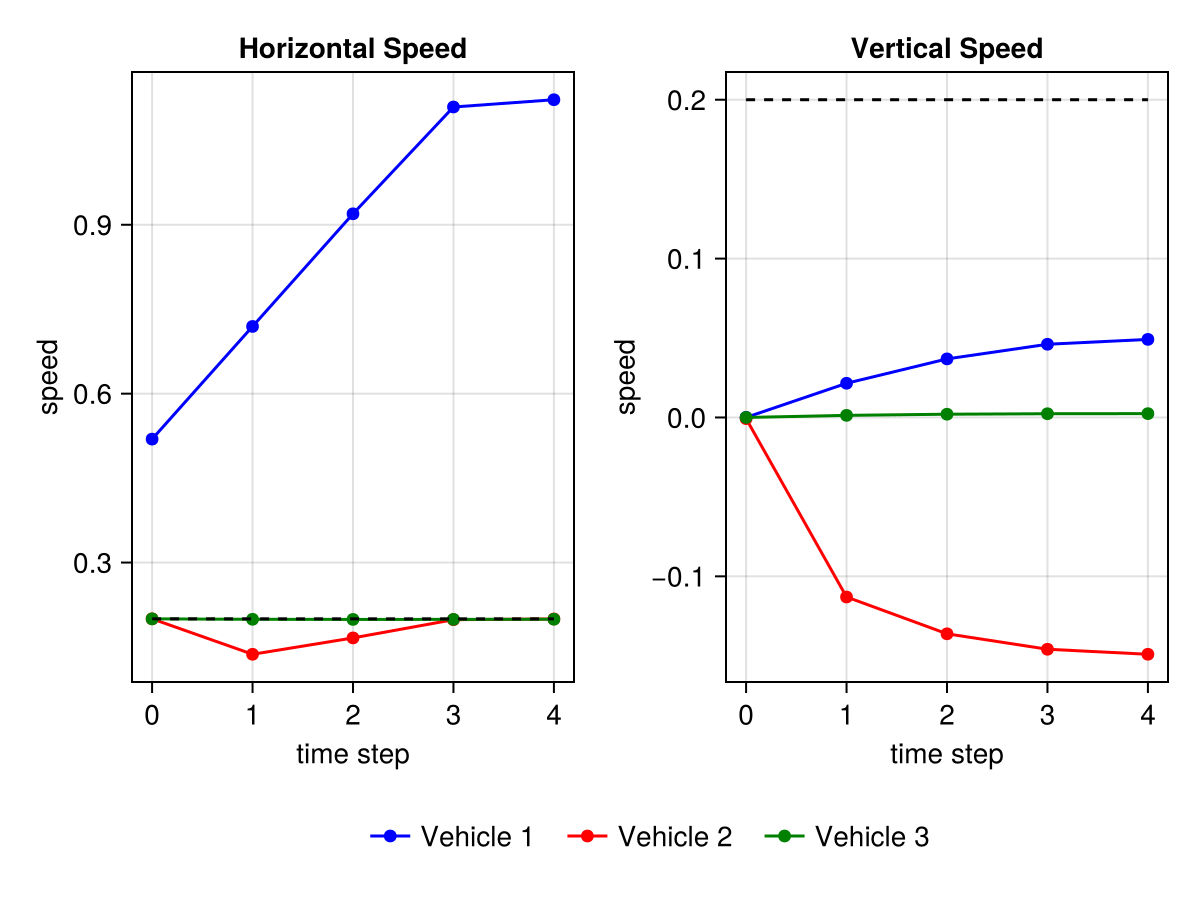 Horizontal Speed
speed
0.9
0.6
0.3
0 1 2 3 4
time step
Vertical Speed
speed
0.2
0.1
0.0
−0.1
0 1 2 3 4
time step
Vehicle 1 Vehicle 2 Vehicle 3